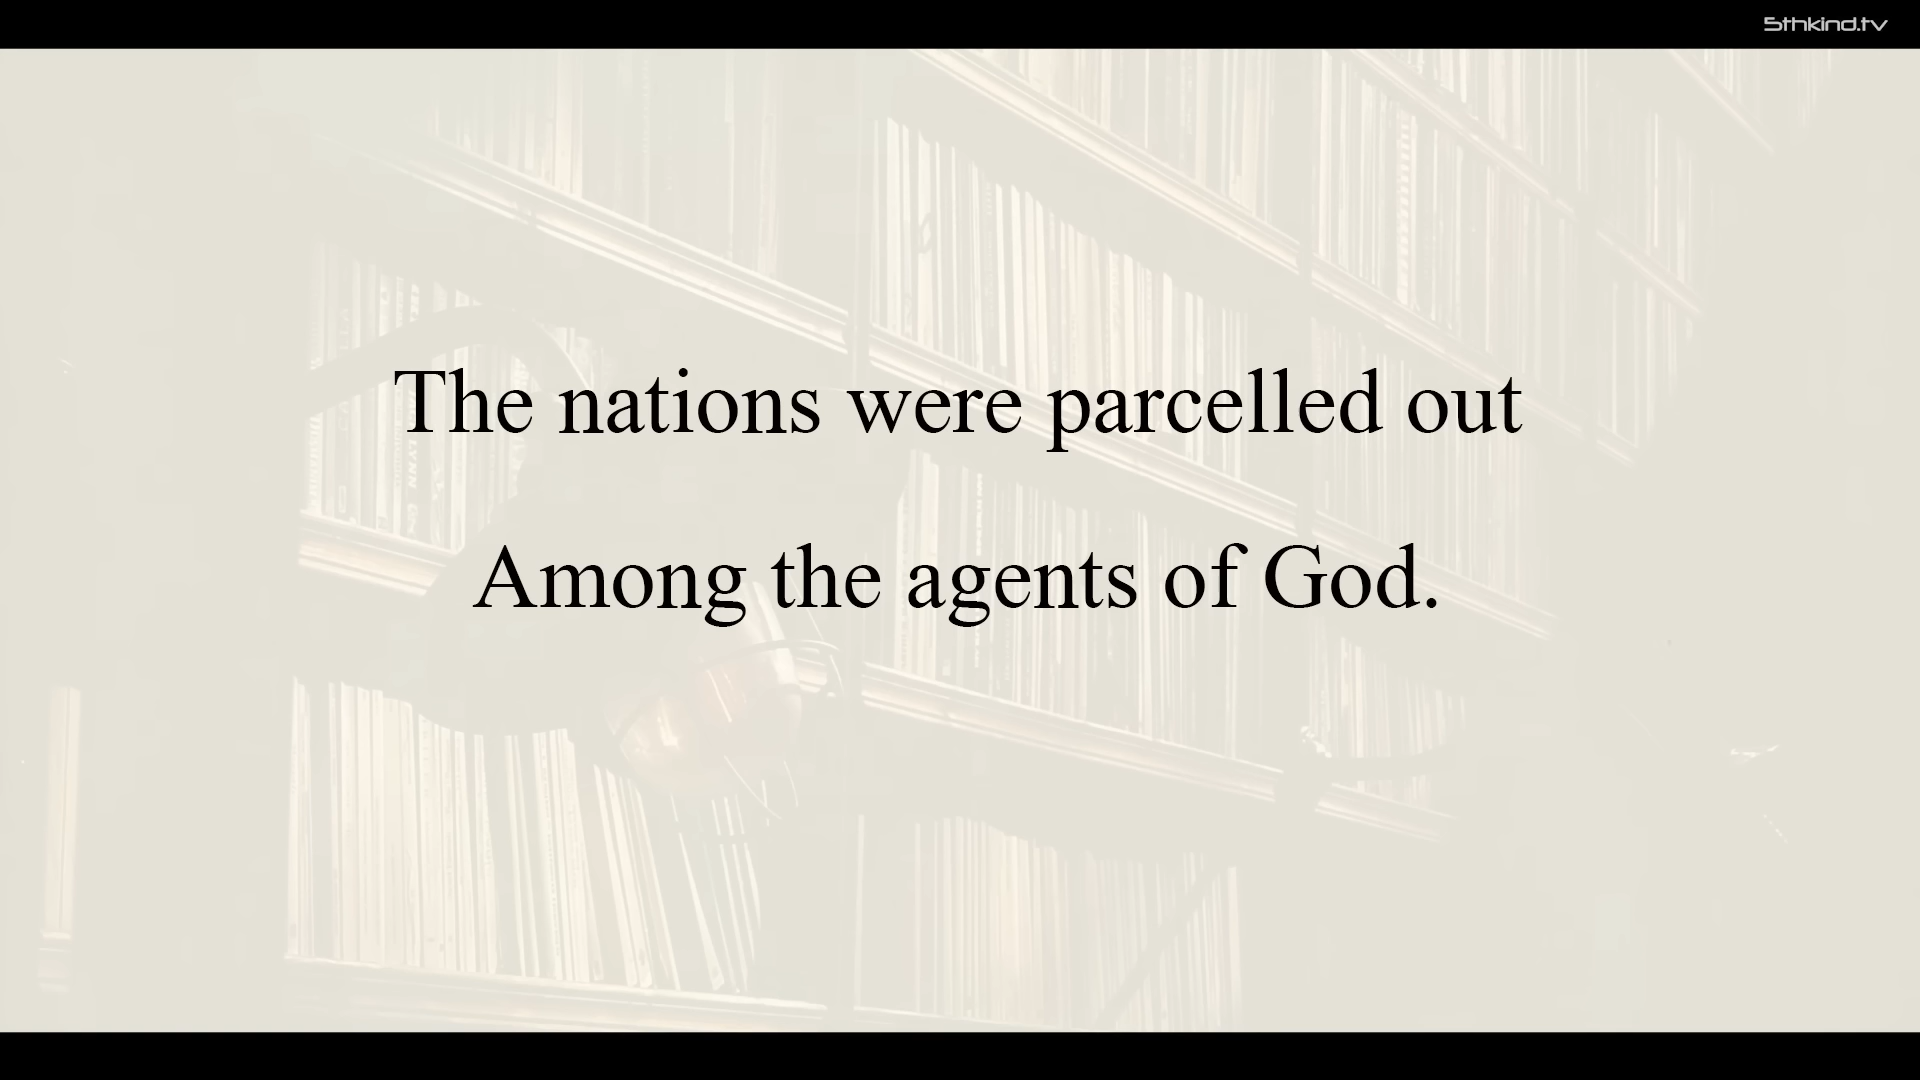 5thkind.tv
The nations were parcelled out
Among the agents of God.